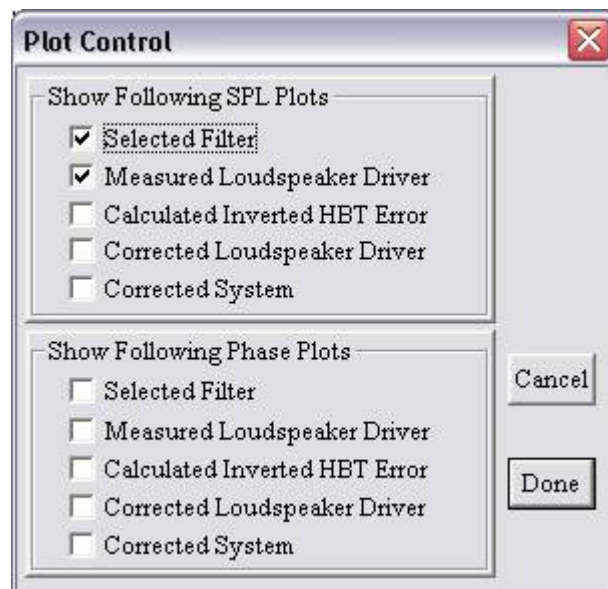 Plot Control
Show Following SPL Plots
Selected Filter
Measured Loudspeaker Driver
Calculated Inverted HBT Error
Corrected Loudspeaker Driver
Corrected System
Show Following Phase Plots
Selected Filter
Measured Loudspeaker Driver
Calculated Inverted HBT Error
Corrected Loudspeaker Driver
Corrected System
Cancel
Done